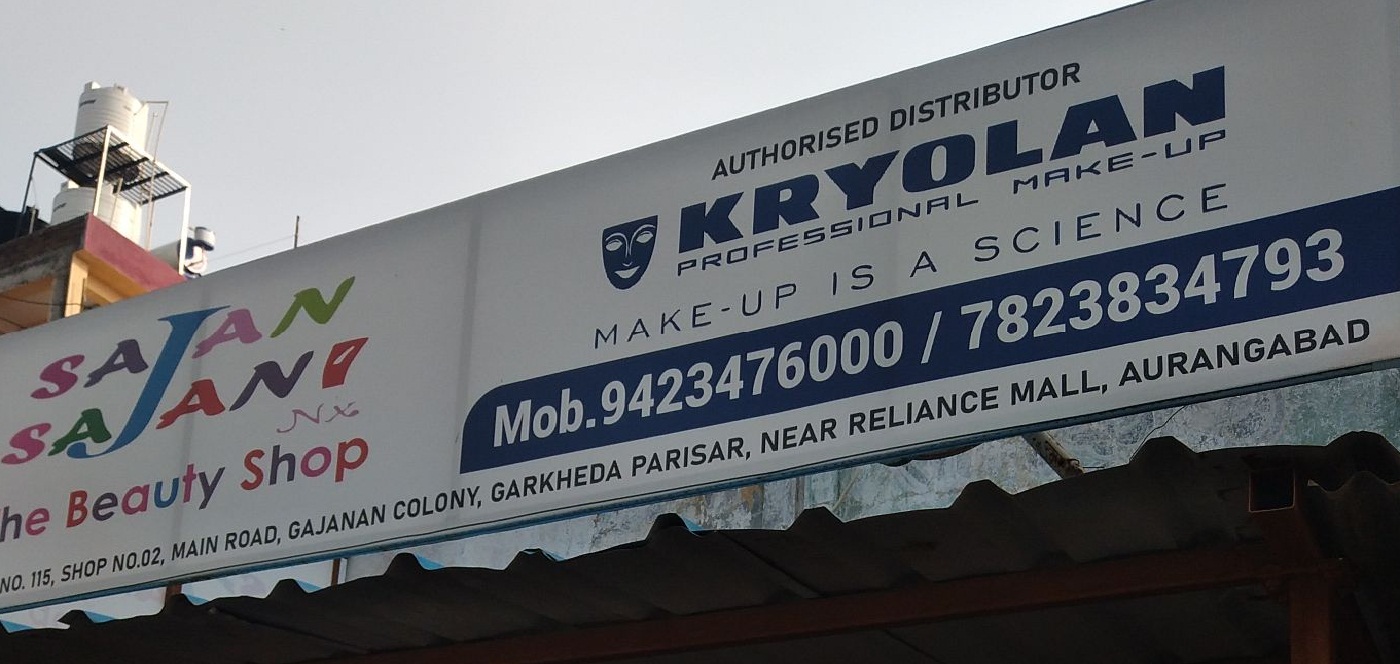 SAJAN
SAJANI
Nx
The Beauty Shop
AUTHORISED DISTRIBUTOR
KRYOLAN
PROFESSIONAL MAKE-UP
MAKE-UP IS A SCIENCE
Mob.9423476000 / 7823834793
NO. 115, SHOP NO.02, MAIN ROAD, GAJANAN COLONY, GARKHEDA PARISAR, NEAR RELIANCE MALL, AURANGABAD